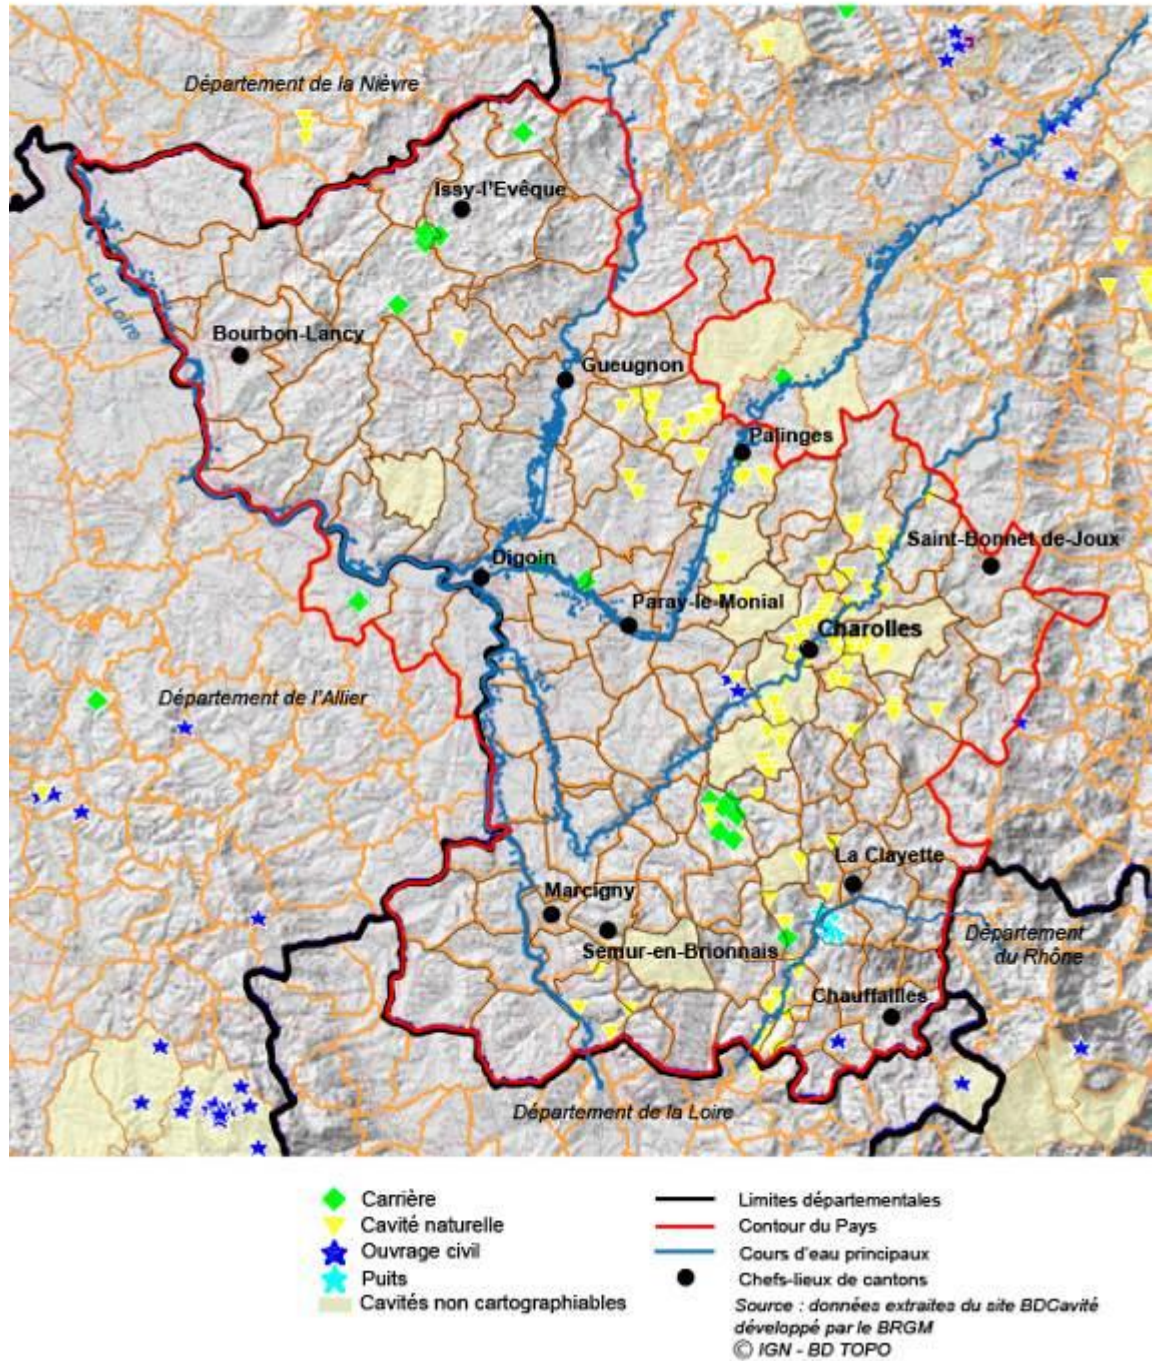 Département de la Nièvre
Issy-l'Evêque
La Loire
Bourbon-Lancy
Gueugnon
Palinges
Saint-Bonnet de-Joux
Digoin
Paray-le-Monial
Charolles
Département de l'Allier
La Clayette
Marcigny
Semur-en-Brionnais
Département
du Rhône
Chauffailles
Département de la Loire
Carrière
Cavité naturelle
Ouvrage civil
Puits
Cavités non cartographiables
Limites départementales
Contour du Pays
Cours d'eau principaux
Chefs-lieux de cantons
Source : données extraites du site BDCavité
développé par le BRGM
© IGN - BD TOPO